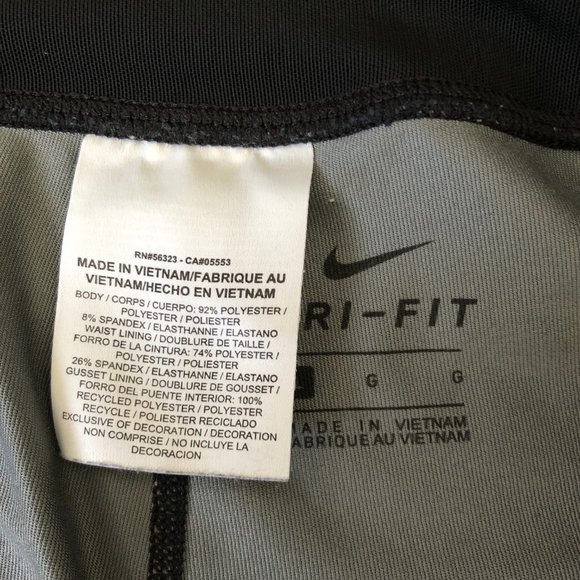 RN#56323 - CA#05553
MADE IN VIETNAM/FABRIQUE AU
VIETNAM/HECHO EN VIETNAM
BODY / CORPS / CUERPO: 92% POLYESTER /
POLYESTER / POLIESTER
8% SPANDEX / ELASTHANNE / ELASTANO
WAIST LINING / DOUBLURE DE TAILLE /
FORRO DE LA CINTURA: 74% POLYESTER /
POLYESTER / POLIESTER
26% SPANDEX / ELASTHANNE / ELASTANO
GUSSET LINING / DOUBLURE DE GOUSSET /
FORRO DEL PUENTE INTERIOR: 100%
RECYCLED POLYESTER / POLYESTER
RECYCLE / POLIESTER RECICLADO
EXCLUSIVE OF DECORATION / DECORATION
NON COMPRISE / NO INCLUYE LA
DECORACION
RI-FIT
L G G
MADE IN VIETNAM
FABRIQUE AU VIETNAM